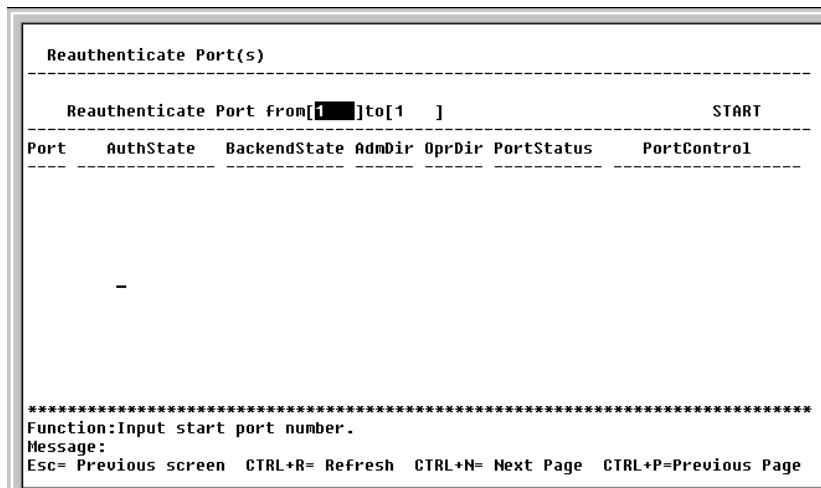 Reauthenticate Port(s)
--------------------------------------------------------------------------------
Reauthenticate Port from[1   ]to[1   ]                           START
--------------------------------------------------------------------------------
Port    AuthState   BackendState AdmDir OprDir PortStatus     PortControl
---- -------------- ------------ ------ ------ ----------- -------------------
********************************************************************************
Function:Input start port number.
Message:
Esc= Previous screen  CTRL+R= Refresh  CTRL+N= Next Page  CTRL+P=Previous Page